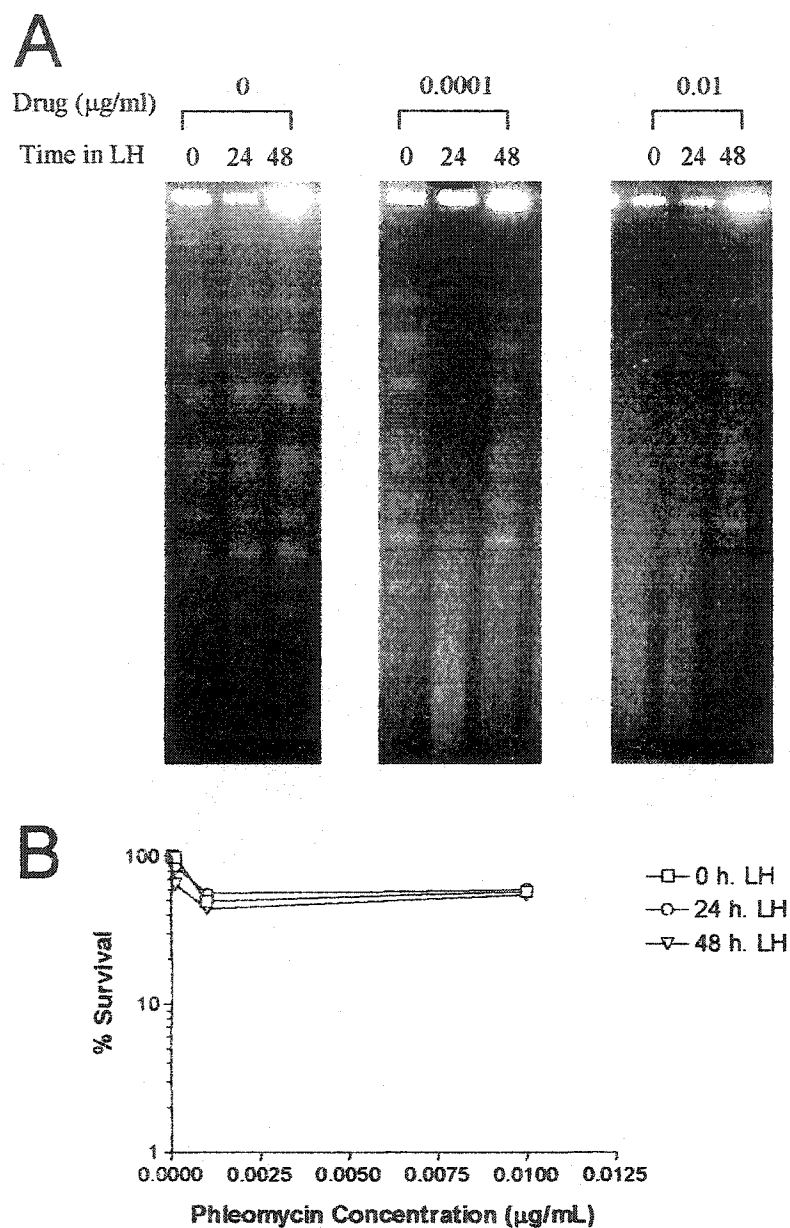 A
0 0.0001 0.01
Drug (μg/ml)
Time in LH 0 24 48 0 24 48 0 24 48
B
100
10
1
% Survival
0.0000 0.0025 0.0050 0.0075 0.0100 0.0125
Phleomycin Concentration (μg/mL)
0 h. LH
24 h. LH
48 h. LH